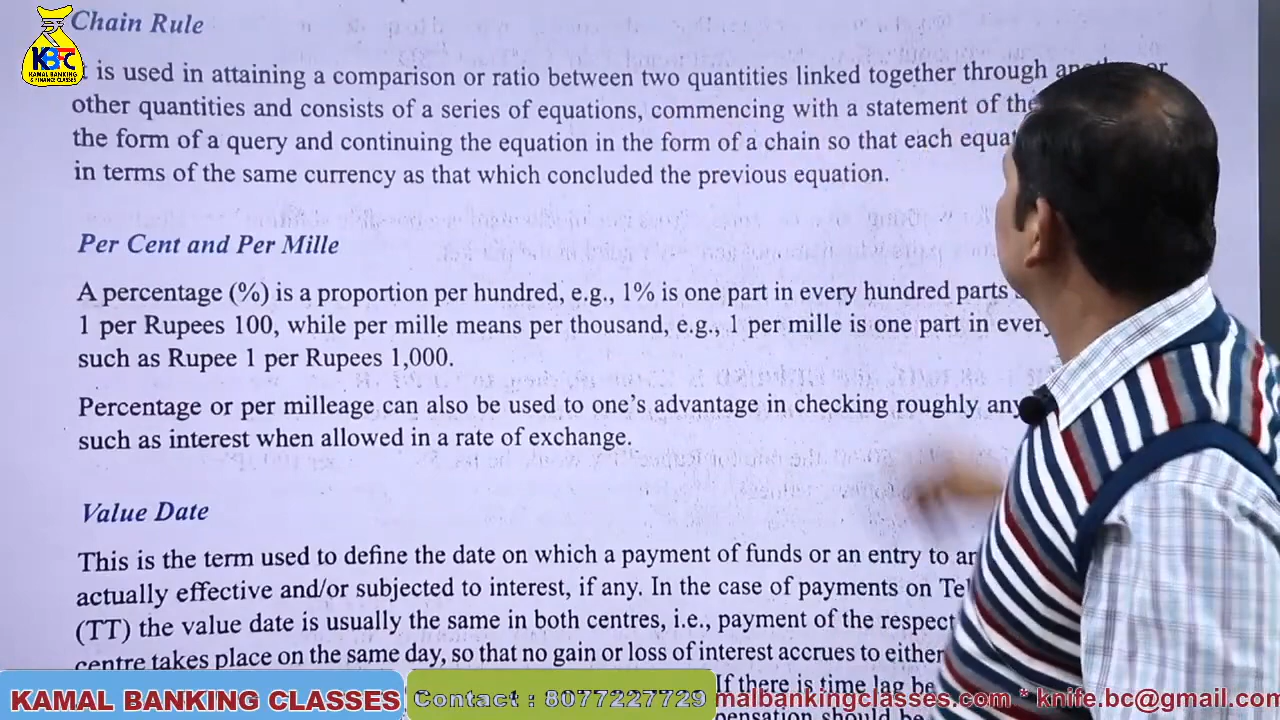 Chain Rule
KBFC
KAMAL BANKING
& FINANCE CLASSES
t is used in attaining a comparison or ratio between two quantities linked together through or
other quantities and consists of a series of equations, commencing with a statement of the
the form of a query and continuing the equation in the form of a chain so that each equat
in terms of the same currency as that which concluded the previous equation.
Per Cent and Per Mille
A percentage (%) is a proportion per hundred, e.g., 1% is one part in every hundred parts
1 per Rupees 100, while per mille means per thousand, e.g., 1 per mille is one part in every
such as Rupee 1 per Rupees 1,000.
Percentage or per milleage can also be used to one's advantage in checking roughly any
such as interest when allowed in a rate of exchange.
Value Date
This is the term used to define the date on which a payment of funds or an entry to an
actually effective and/or subjected to interest, if any. In the case of payments on Tel
(TT) the value date is usually the same in both centres, i.e., payment of the respect
centre takes place on the same day, so that no gain or loss of interest accrues to either
If there is time lag be
pensation should be
KAMAL BANKING CLASSES
Contact : 8077227729
malbankingclasses.com * knife.bc@gmail.com